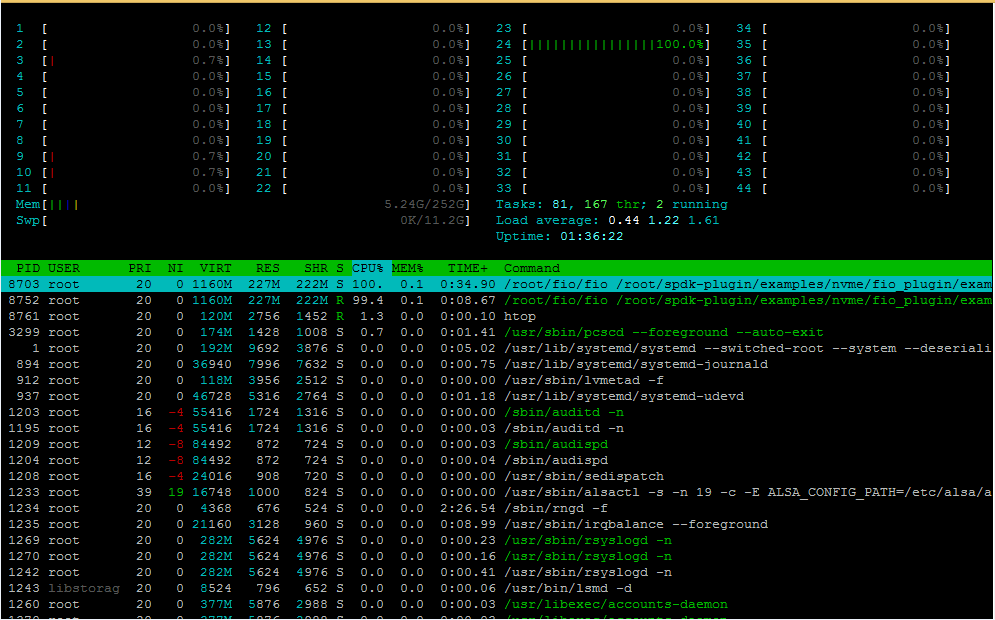 1 [ 0.0%] 12 [ 0.0%] 23 [ 0.0%] 34 [ 0.0%]
2 [ 0.0%] 13 [ 0.0%] 24 [||||||||||||||||100.0%] 35 [ 0.0%]
3 [| 0.7%] 14 [ 0.0%] 25 [ 0.0%] 36 [ 0.0%]
4 [ 0.0%] 15 [ 0.0%] 26 [ 0.0%] 37 [ 0.0%]
5 [ 0.0%] 16 [ 0.0%] 27 [ 0.0%] 38 [ 0.0%]
6 [ 0.0%] 17 [ 0.0%] 28 [ 0.0%] 39 [ 0.0%]
7 [ 0.0%] 18 [ 0.0%] 29 [ 0.0%] 40 [ 0.0%]
8 [ 0.0%] 19 [ 0.0%] 30 [ 0.0%] 41 [ 0.0%]
9 [| 0.7%] 20 [ 0.0%] 31 [ 0.0%] 42 [ 0.0%]
10 [| 0.7%] 21 [ 0.0%] 32 [ 0.0%] 43 [ 0.0%]
11 [ 0.0%] 22 [ 0.0%] 33 [ 0.0%] 44 [ 0.0%]
Mem[|||| 5.24G/252G] Tasks: 81, 167 thr; 2 running
Swp[ 0K/11.2G] Load average: 0.44 1.22 1.61
Uptime: 01:36:22
PID USER PRI NI VIRT RES SHR S CPU% MEM% TIME+ Command
8703 root 20 0 1160M 227M 222M S 100. 0.1 0:34.90 /root/fio/fio /root/spdk-plugin/examples/nvme/fio_plugin/exam
8752 root 20 0 1160M 227M 222M R 99.4 0.1 0:08.67 /root/fio/fio /root/spdk-plugin/examples/nvme/fio_plugin/exam
8761 root 20 0 120M 2756 1452 R 1.3 0.0 0:00.10 htop
3299 root 20 0 174M 1428 1008 S 0.7 0.0 0:01.41 /usr/sbin/pcscd --foreground --auto-exit
1 root 20 0 192M 9692 3876 S 0.0 0.0 0:05.02 /usr/lib/systemd/systemd --switched-root --system --deseriali
894 root 20 0 36940 7996 7632 S 0.0 0.0 0:00.75 /usr/lib/systemd/systemd-journald
912 root 20 0 118M 3956 2512 S 0.0 0.0 0:00.00 /usr/sbin/lvmetad -f
937 root 20 0 46728 5316 2764 S 0.0 0.0 0:01.18 /usr/lib/systemd/systemd-udevd
1203 root 16 -4 55416 1724 1316 S 0.0 0.0 0:00.00 /sbin/auditd -n
1195 root 16 -4 55416 1724 1316 S 0.0 0.0 0:00.03 /sbin/auditd -n
1209 root 12 -8 84492 872 724 S 0.0 0.0 0:00.03 /sbin/audispd
1204 root 12 -8 84492 872 724 S 0.0 0.0 0:00.04 /sbin/audispd
1208 root 16 -4 24016 908 720 S 0.0 0.0 0:00.00 /usr/sbin/sedispatch
1233 root 39 19 16748 1000 824 S 0.0 0.0 0:00.00 /usr/sbin/alsactl -s -n 19 -c -E ALSA_CONFIG_PATH=/etc/alsa/a
1234 root 20 0 4368 676 524 S 0.0 0.0 2:26.54 /sbin/rngd -f
1235 root 20 0 21160 3128 960 S 0.0 0.0 0:08.99 /usr/sbin/irqbalance --foreground
1269 root 20 0 282M 5624 4976 S 0.0 0.0 0:00.23 /usr/sbin/rsyslogd -n
1270 root 20 0 282M 5624 4976 S 0.0 0.0 0:00.16 /usr/sbin/rsyslogd -n
1242 root 20 0 282M 5624 4976 S 0.0 0.0 0:00.41 /usr/sbin/rsyslogd -n
1243 libstorag 20 0 8524 796 652 S 0.0 0.0 0:00.06 /usr/bin/lsmd -d
1260 root 20 0 377M 5876 2988 S 0.0 0.0 0:00.03 /usr/libexec/accounts-daemon